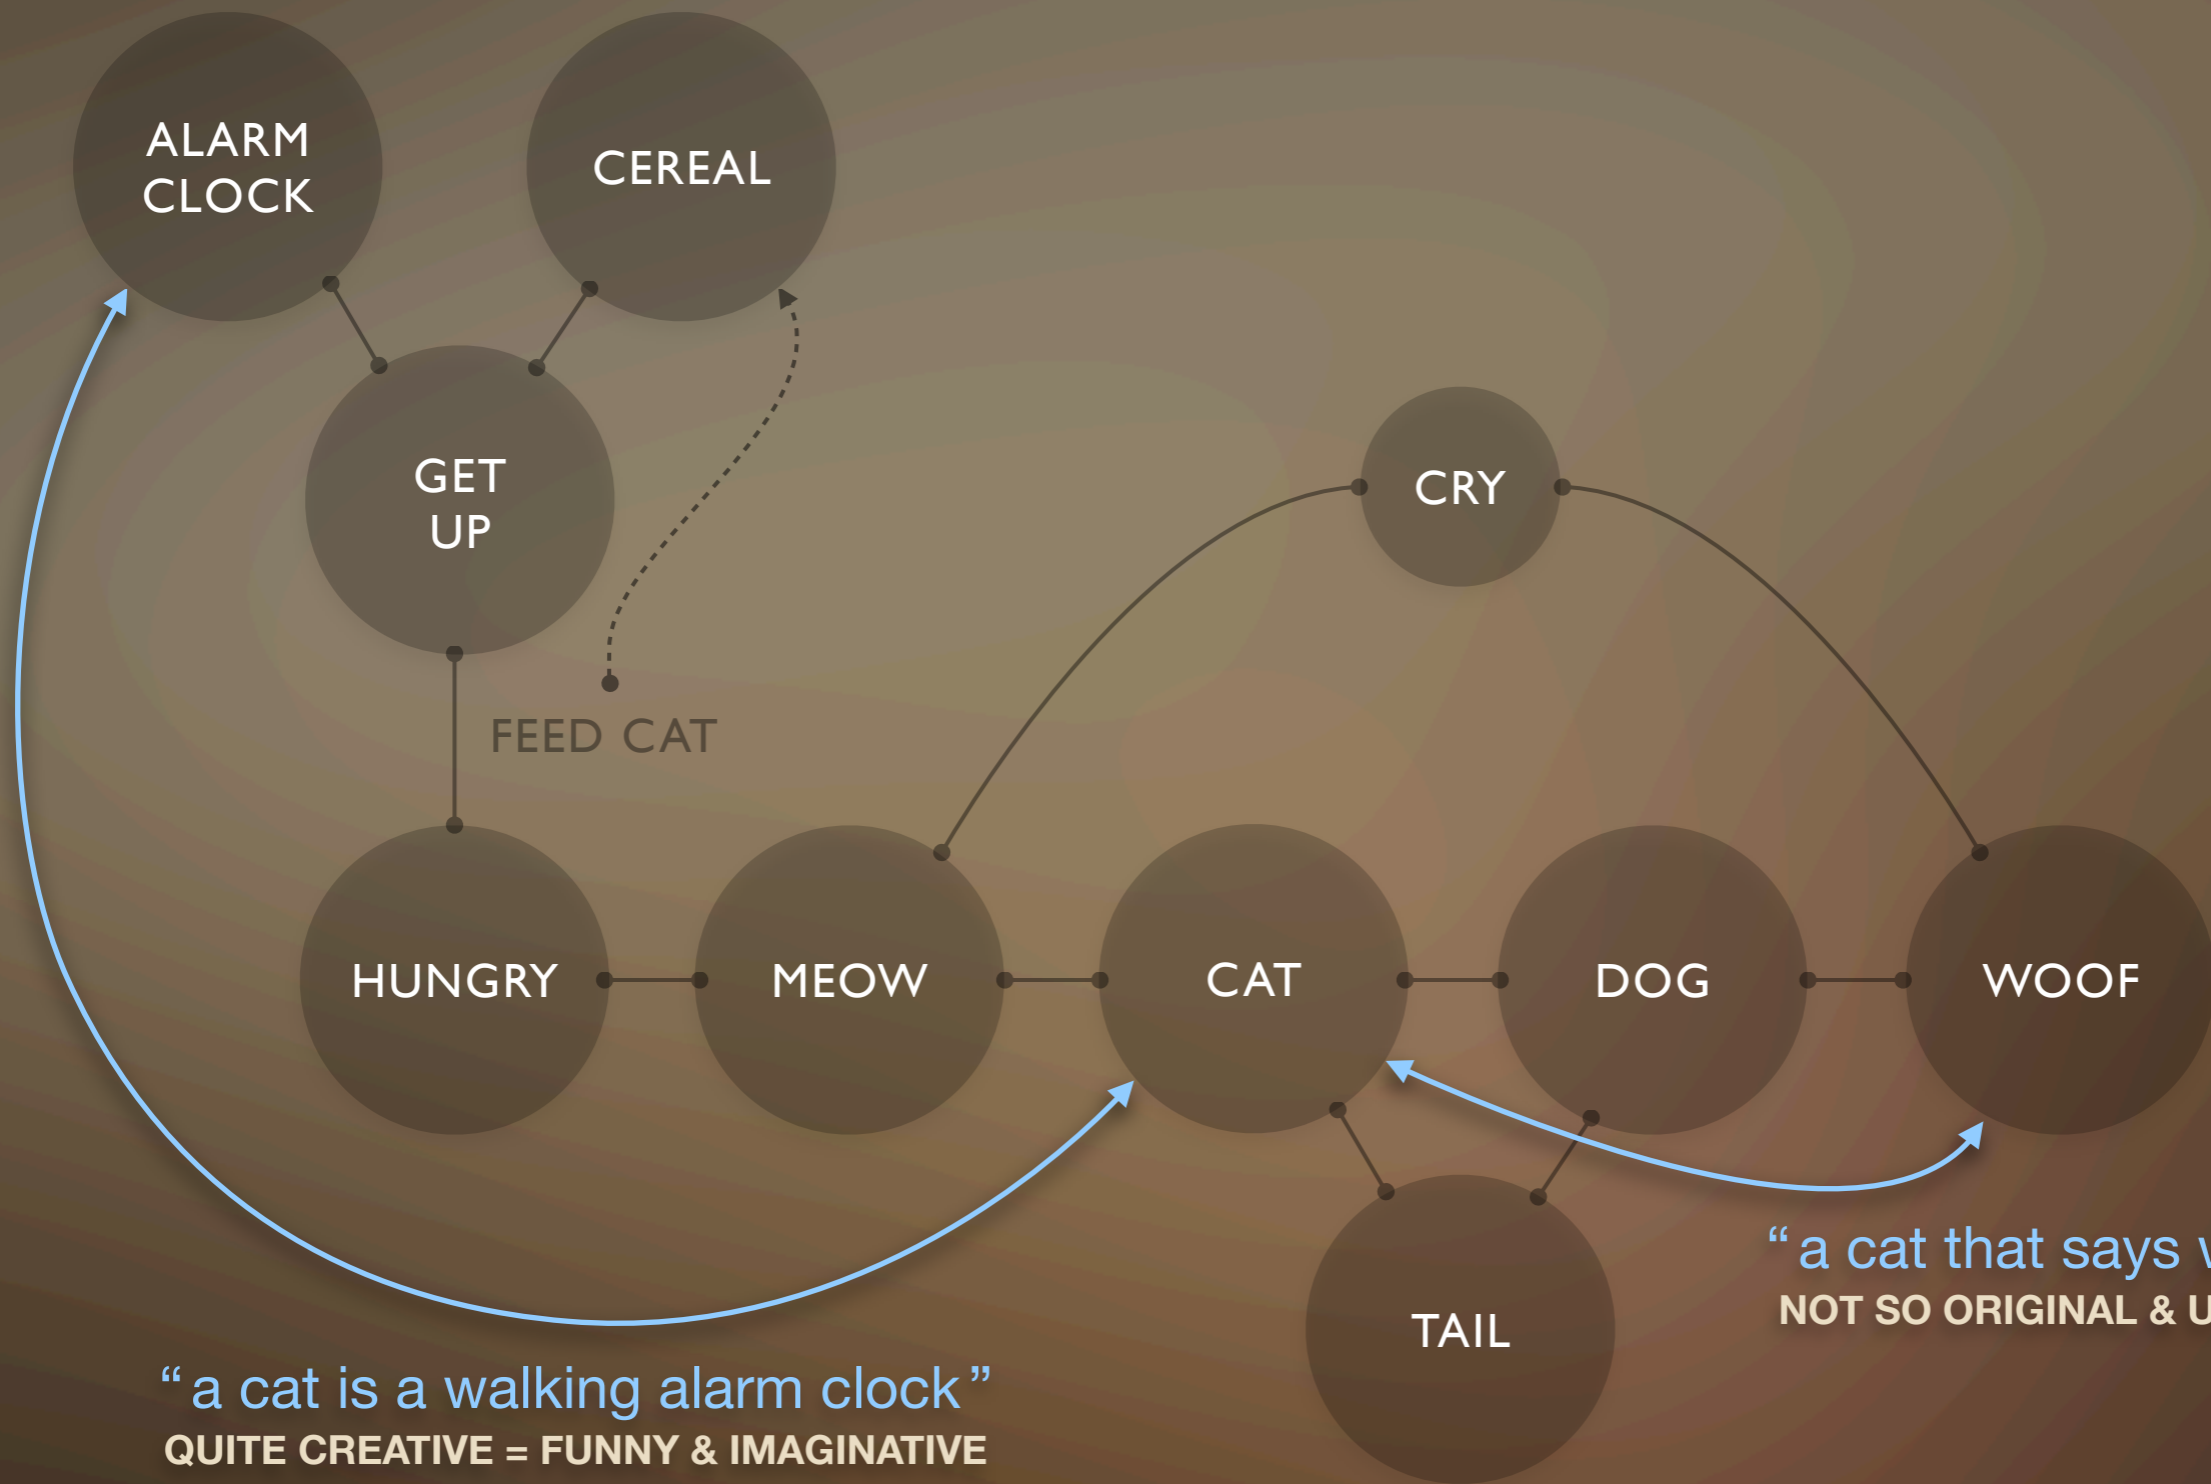 ALARM
CLOCK
CEREAL
GET
UP
CRY
FEED CAT
HUNGRY
MEOW
CAT
DOG
WOOF
TAIL
“a cat that says
NOT SO ORIGINAL &
“a cat is a walking alarm clock”
QUITE CREATIVE = FUNNY & IMAGINATIVE